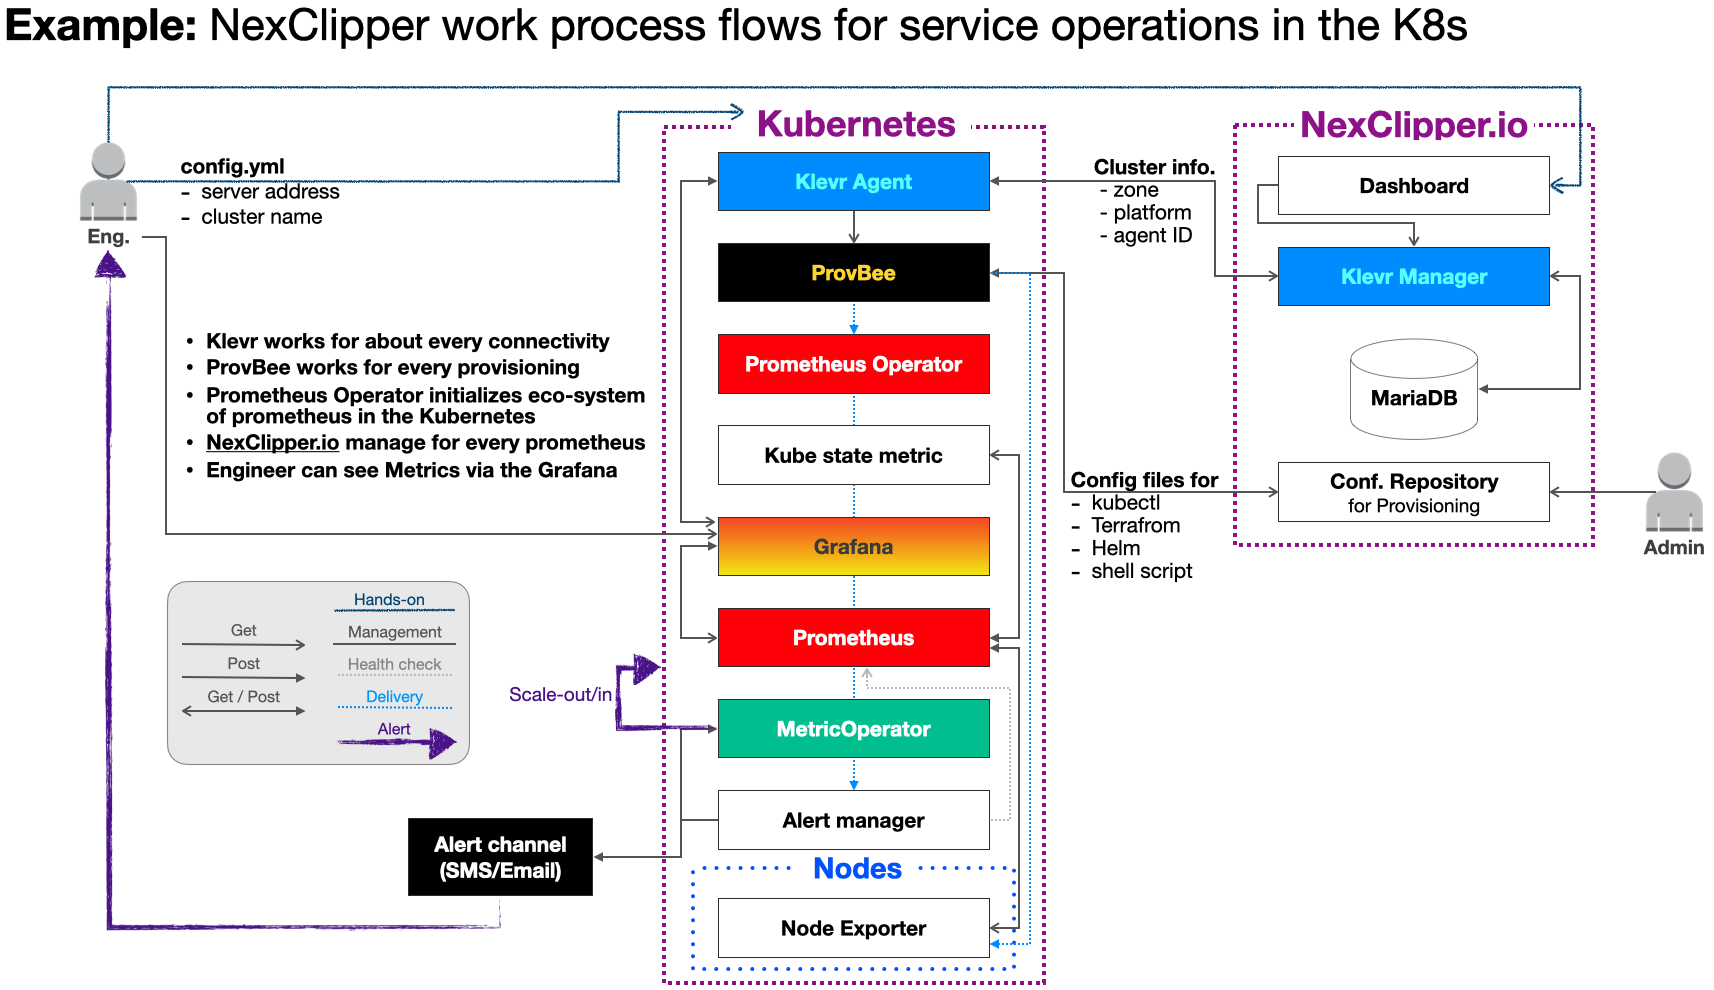 Example: NexClipper work process flows for service operations in the K8s
Kubernetes
NexClipper.io
config.yml
- server address
- cluster name
Eng.
Klevr Agent
Cluster info.
- zone
- platform
- agent ID
Dashboard
ProvBee
Klevr Manager
• Klevr works for about every connectivity
• ProvBee works for every provisioning
• Prometheus Operator initializes eco-system
of prometheus in the Kubernetes
• NexClipper.io manage for every prometheus
• Engineer can see Metrics via the Grafana
Prometheus Operator
MariaDB
Kube state metric
Config files for
- kubectl
- Terrafrom
- Helm
- shell script
Conf. Repository
for Provisioning
Admin
Grafana
Hands-on
Get
Management
Post
Health check
Get / Post
Delivery
Alert
Prometheus
Scale-out/in
MetricOperator
Alert manager
Alert channel
(SMS/Email)
Nodes
Node Exporter